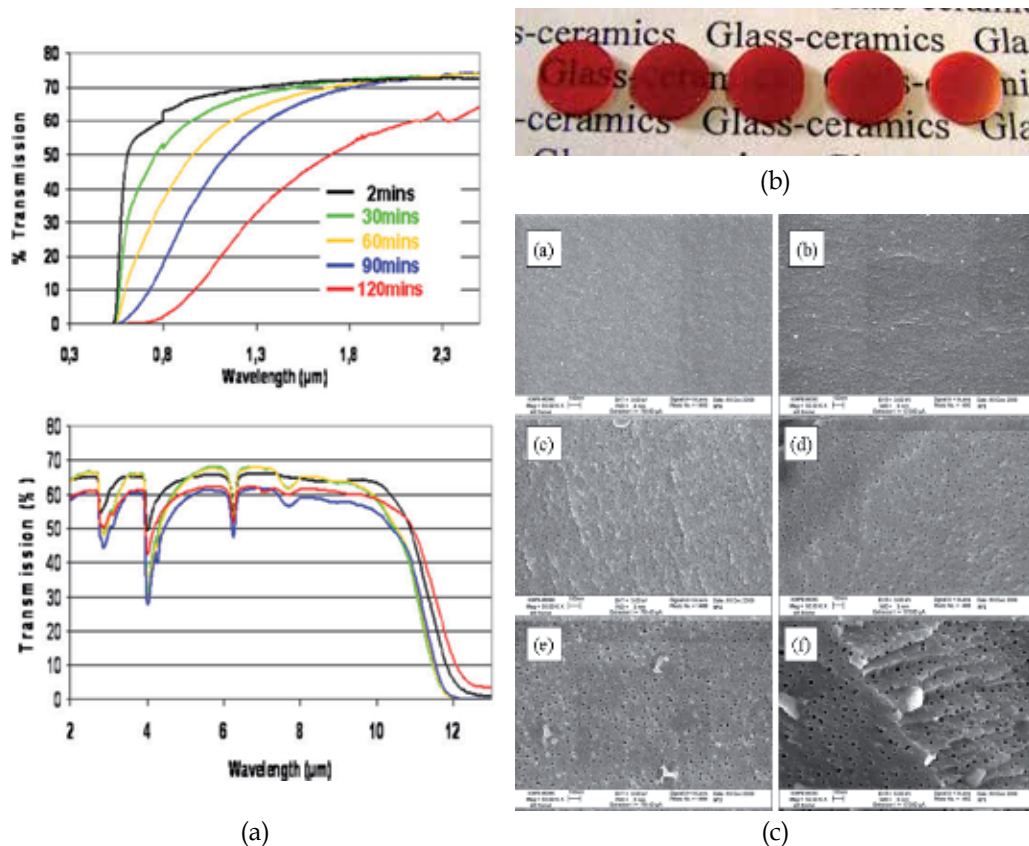 % Transmission
80
70
60
50
40
30
20
10
0
2mins
30mins
60mins
90mins
120mins
0,3 0,8 1,3 1,8 2,3
Wavelength (µm)
Transmission (%)
80
70
60
50
40
30
20
10
0
2 4 6 8 10 12
Wavelength (µm)
(a)
s-ceramics Glass-ceramics Gla
Glass-ceram
-ceramics Glass-ceramics Gla
(b)
(a)
(b)
(c)
(d)
(e)
(f)
(c)